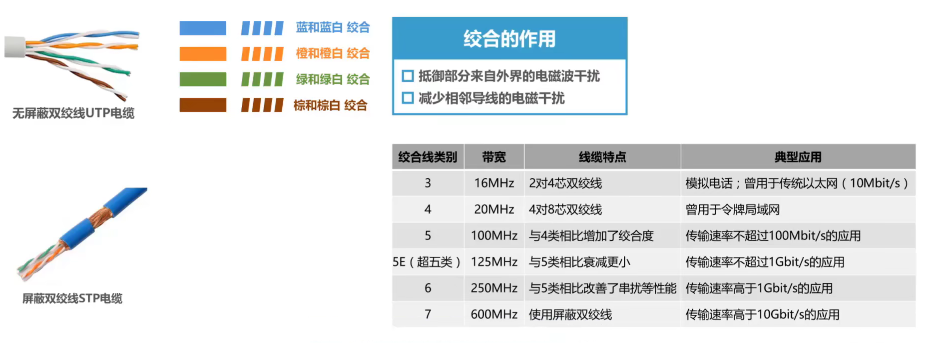 蓝和蓝白 绞合
橙和橙白 绞合
绿和绿白 绞合
棕和棕白 绞合
无屏蔽双绞线UTP电缆
绞合的作用
抵御部分来自外界的电磁波干扰
减少相邻导线的电磁干扰
屏蔽双绞线STP电缆
绞合线类别 带宽 线缆特点 典型应用
3 16MHz 2对4芯双绞线 模拟电话；曾用于传统以太网（10Mbit/s）
4 20MHz 4对8芯双绞线 曾用于令牌局域网
5 100MHz 与4类相比增加了绞合度 传输速率不超过100Mbit/s的应用
5E（超五类） 125MHz 与5类相比衰减更小 传输速率不超过1Gbit/s的应用
6 250MHz 与5类相比改善了串扰等性能 传输速率高于1Gbit/s的应用
7 600MHz 使用屏蔽双绞线 传输速率高于10Gbit/s的应用